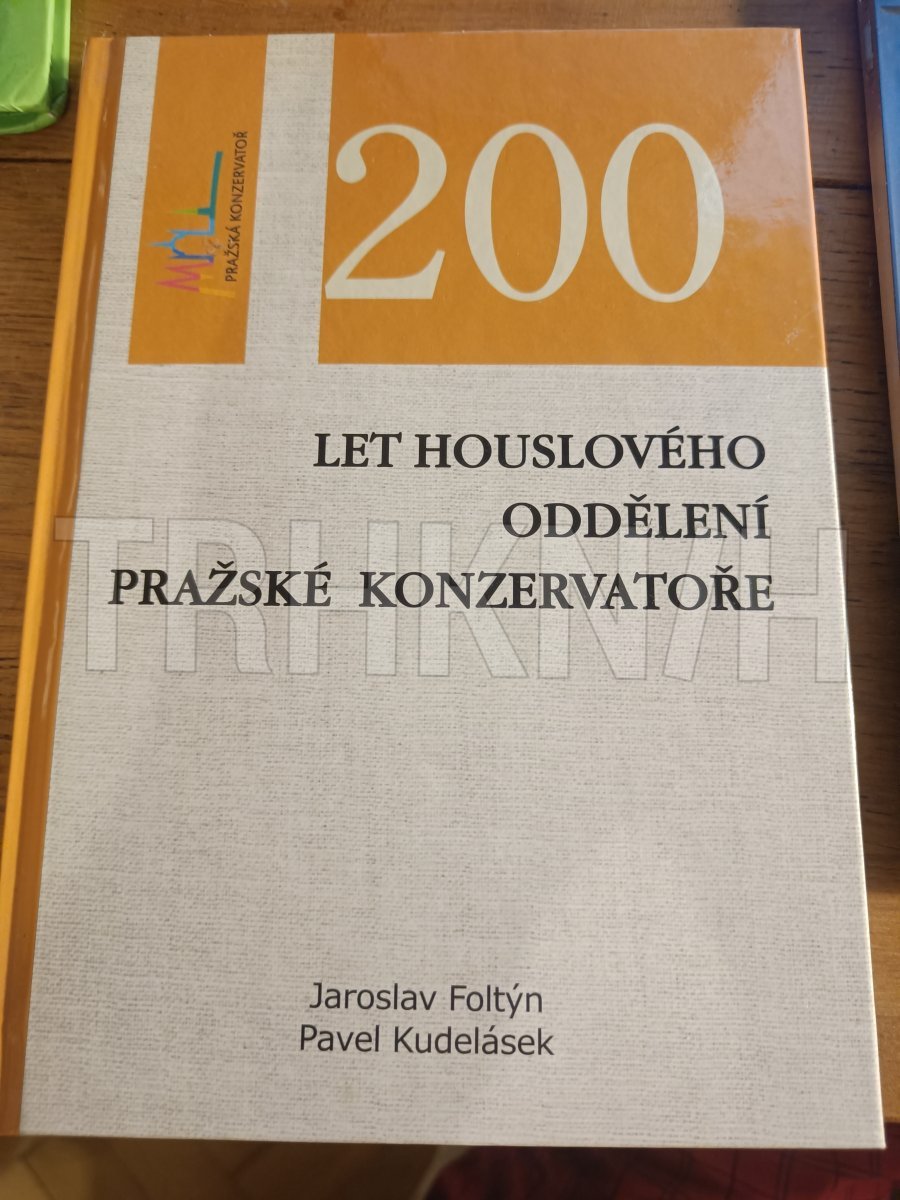 PRAŽSKÁ KONZERVATOŘ
200
LET HOUSLOVÉHO
ODDĚLENÍ
PRAŽSKÉ KONZERVATOŘE
TRHKNIH
Jaroslav Foltýn
Pavel Kudelásek